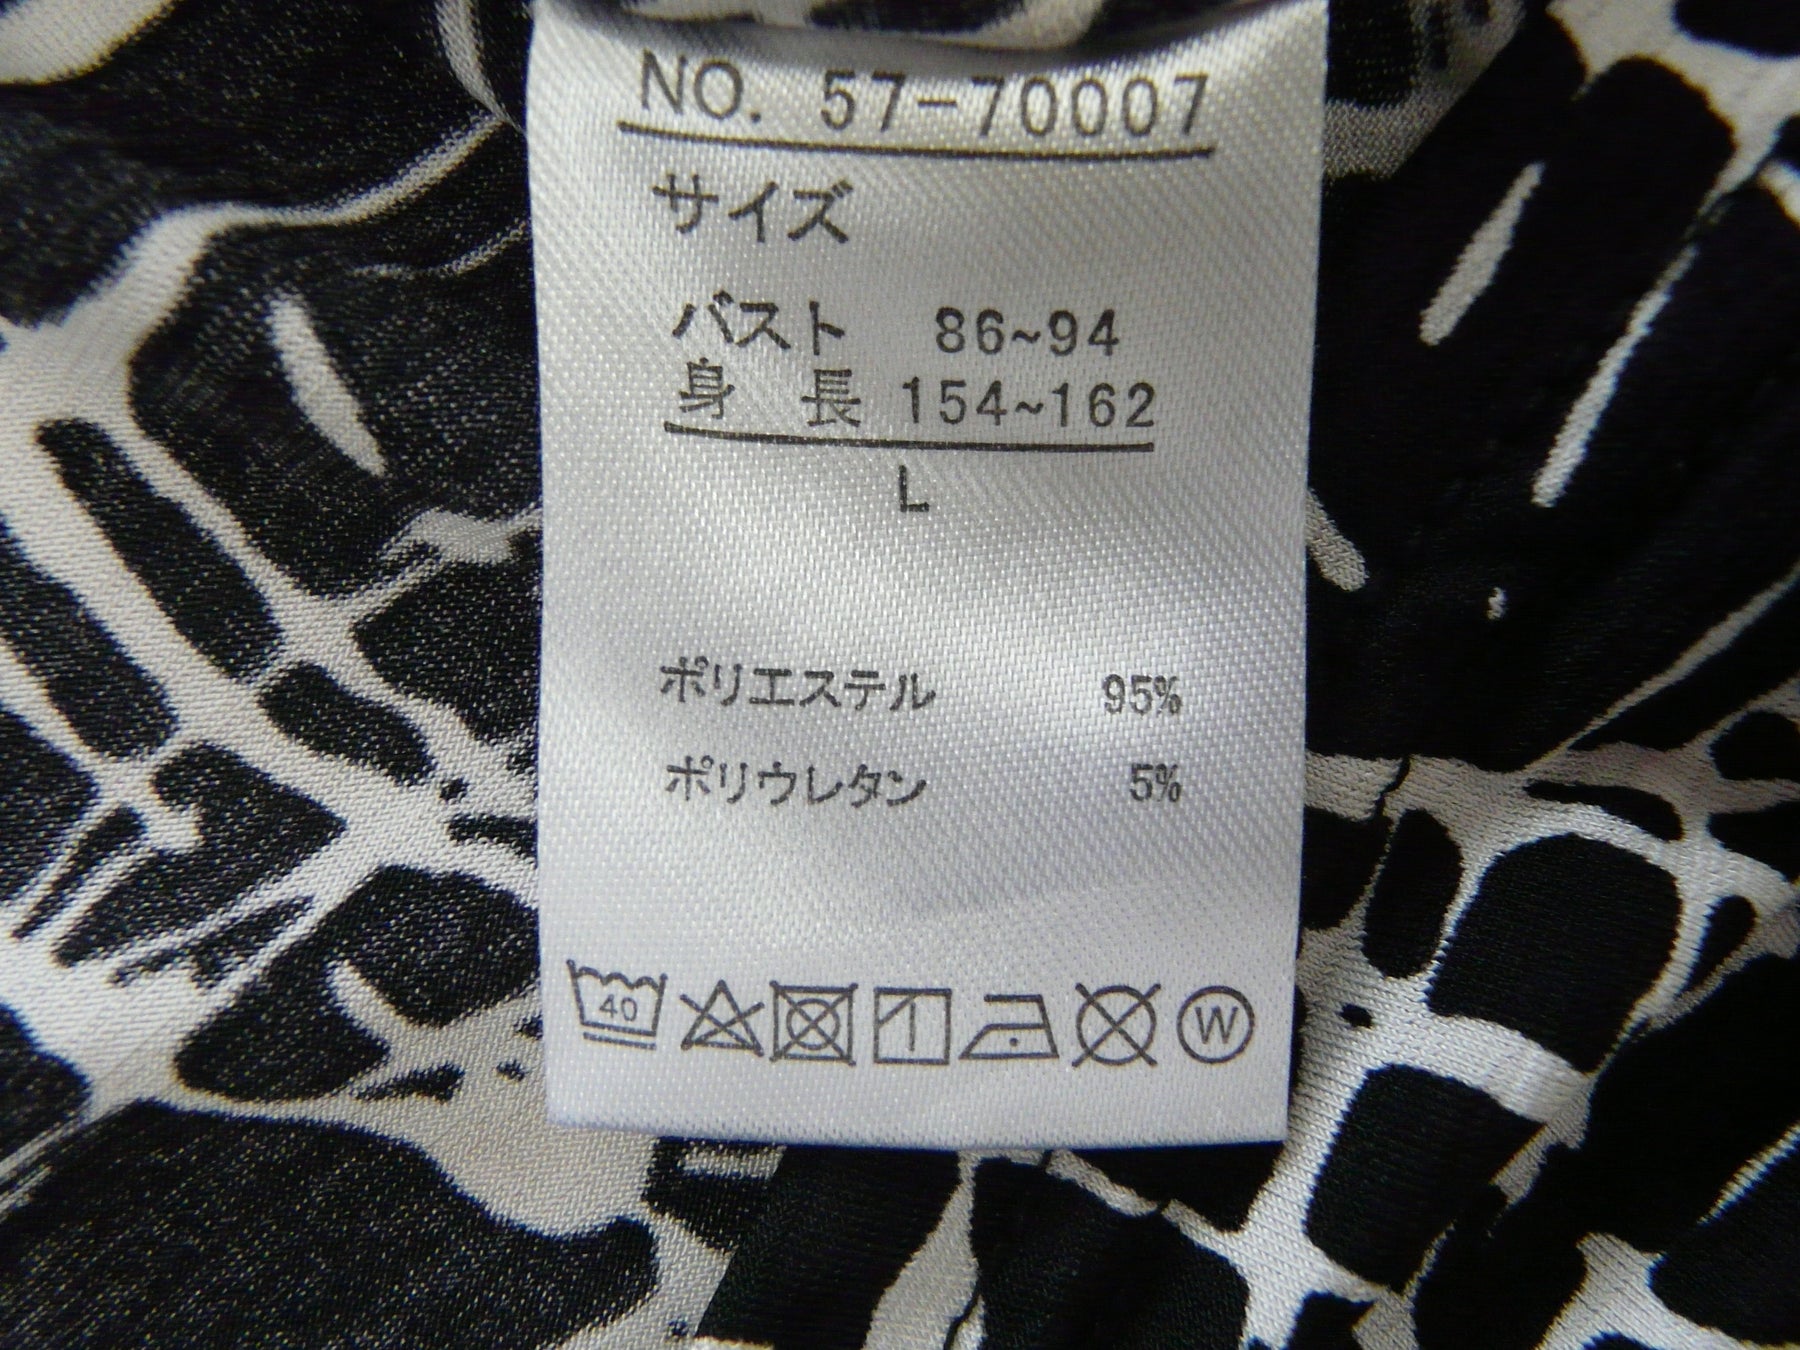 NO. 57-70007
サイズ
バスト 86~94
身長 154~162
L
ポリエステル 95%
ポリウレタン 5%
40 W